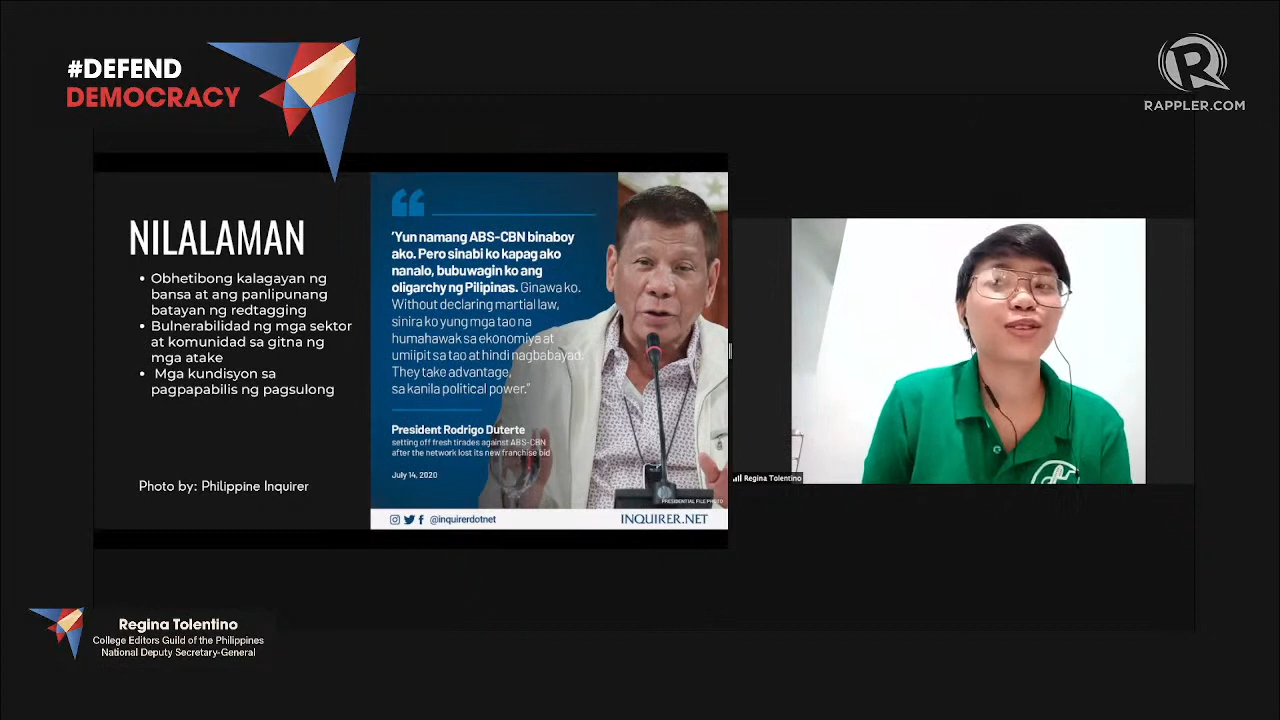 #DEFEND
DEMOCRACY
RAPPLER.COM
NILALAMAN
• Obhetibong kalagayan ng
bansa at ang panlipunang
batayan ng redtagging
• Bulnerabilidad ng mga sektor
at komunidad sa gitna ng
mga atake
• Mga kundisyon sa
pagpapabilis ng pagsulong
Photo by: Philippine Inquirer
‘Yun namang ABS-CBN binaboy
ako. Pero sinabi ko kapag ako
nanalo, bubuwagin ko ang
oligarchy ng Pilipinas. Ginawa ko.
Without declaring martial law,
sinira ko yung mga tao na
humahawak sa ekonomiya at
umiipit sa tao at hindi nagbabayad.
They take advantage,
sa kanila political power.”
President Rodrigo Duterte
setting off fresh tirades against ABS-CBN
after the network lost its new franchise bid
July 14, 2020
PRESIDENTIAL FILE PHOTO
@inquirerdotnet
INQUIRER.NET
Regina Tolentino
Regina Tolentino
College Editors Guild of the Philippines
National Deputy Secretary-General